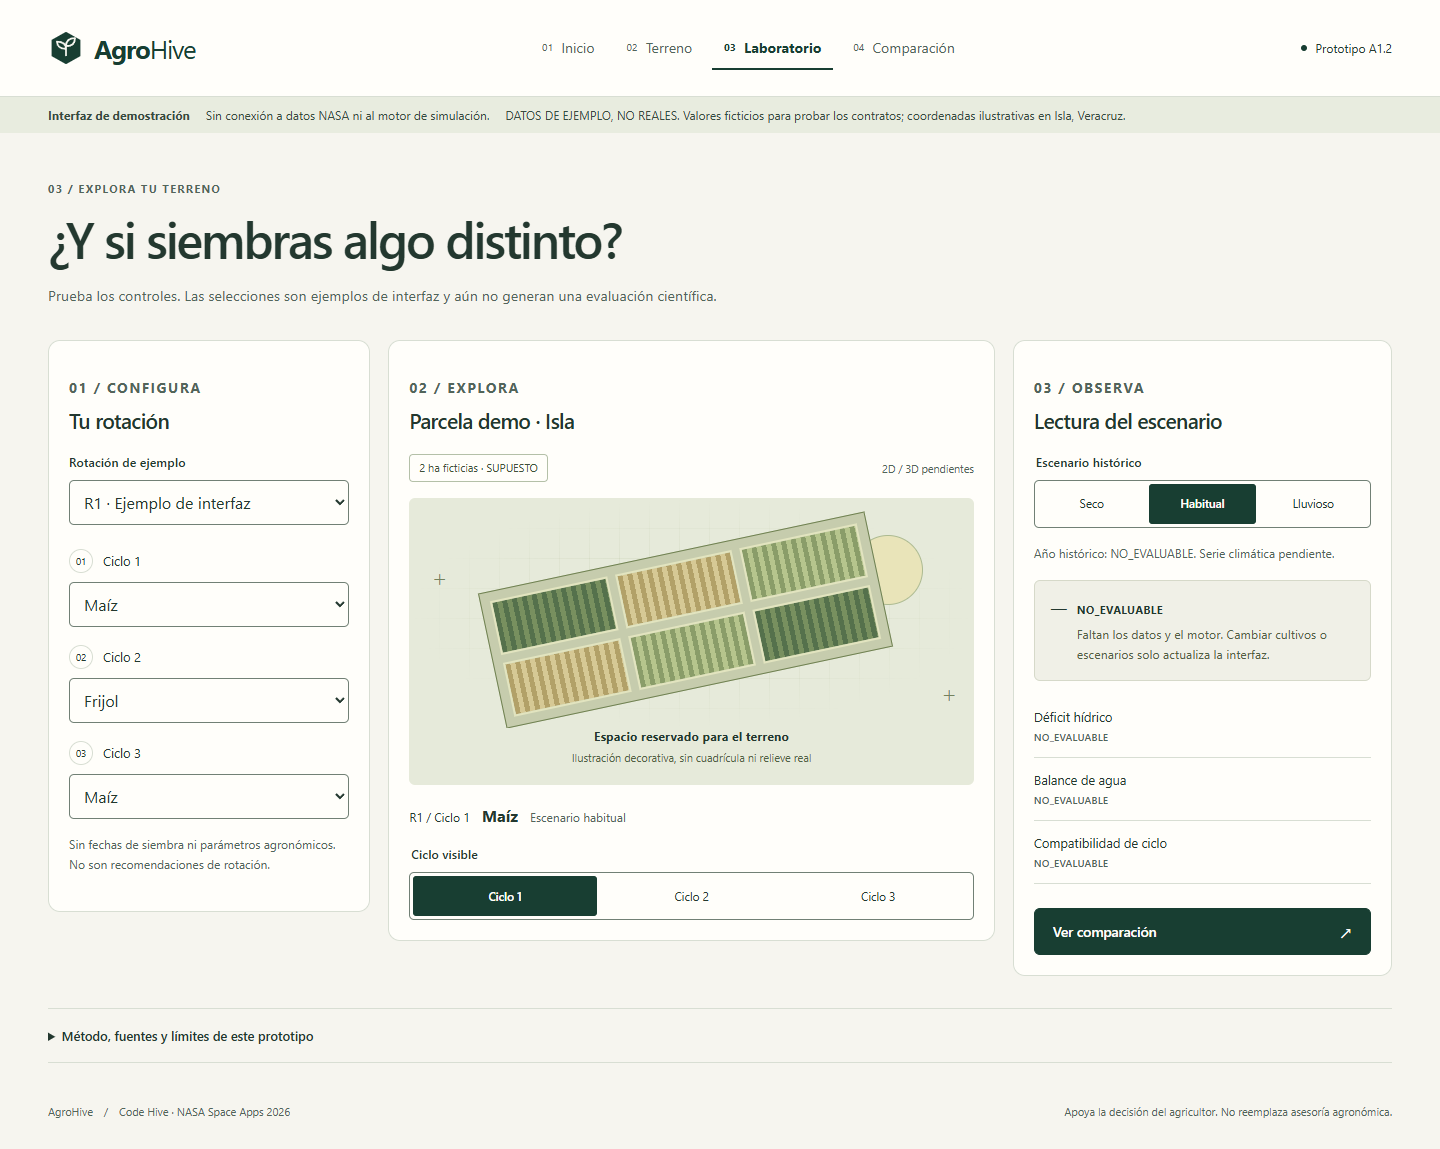 AgroHive
01 Inicio
02 Terreno
03 Laboratorio
04 Comparación
Prototipo A1.2
Interfaz de demostración Sin conexión a datos NASA ni al motor de simulación. DATOS DE EJEMPLO, NO REALES. Valores ficticios para probar los contratos; coordenadas ilustrativas en Isla, Veracruz.
03 / EXPLORA TU TERRENO
¿Y si siembras algo distinto?
Prueba los controles. Las selecciones son ejemplos de interfaz y aún no generan una evaluación científica.
01 / CONFIGURA
Tu rotación
Rotación de ejemplo
R1 · Ejemplo de interfaz
01 Ciclo 1
Maíz
02 Ciclo 2
Frijol
03 Ciclo 3
Maíz
Sin fechas de siembra ni parámetros agronómicos.
No son recomendaciones de rotación.
02 / EXPLORA
Parcela demo · Isla
2 ha ficticias · SUPUESTO
2D / 3D pendientes
Espacio reservado para el terreno
Ilustración decorativa, sin cuadrícula ni relieve real
R1 / Ciclo 1 Maíz Escenario habitual
Ciclo visible
Ciclo 1
Ciclo 2
Ciclo 3
03 / OBSERVA
Lectura del escenario
Escenario histórico
Seco
Habitual
Lluvioso
Año histórico: NO_EVALUABLE. Serie climática pendiente.
— NO_EVALUABLE
Faltan los datos y el motor. Cambiar cultivos o
escenarios solo actualiza la interfaz.
Déficit hídrico
NO_EVALUABLE
Balance de agua
NO_EVALUABLE
Compatibilidad de ciclo
NO_EVALUABLE
Ver comparación ↗
Método, fuentes y límites de este prototipo
AgroHive / Code Hive · NASA Space Apps 2026
Apoya la decisión del agricultor. No reemplaza asesoría agronómica.